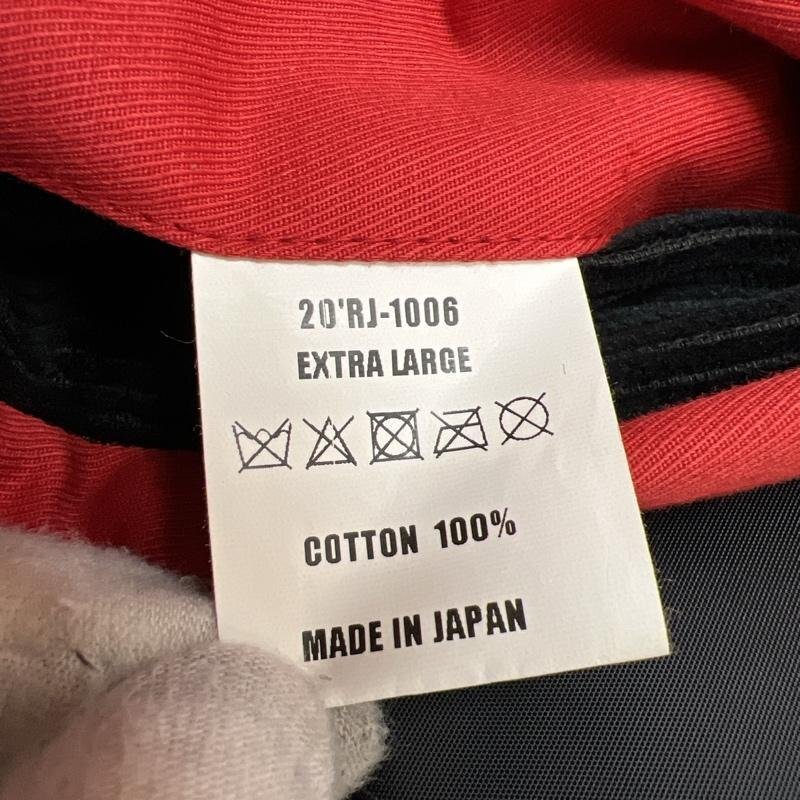 20'RJ-1006
EXTRA LARGE
COTTON 100%
MADE IN JAPAN